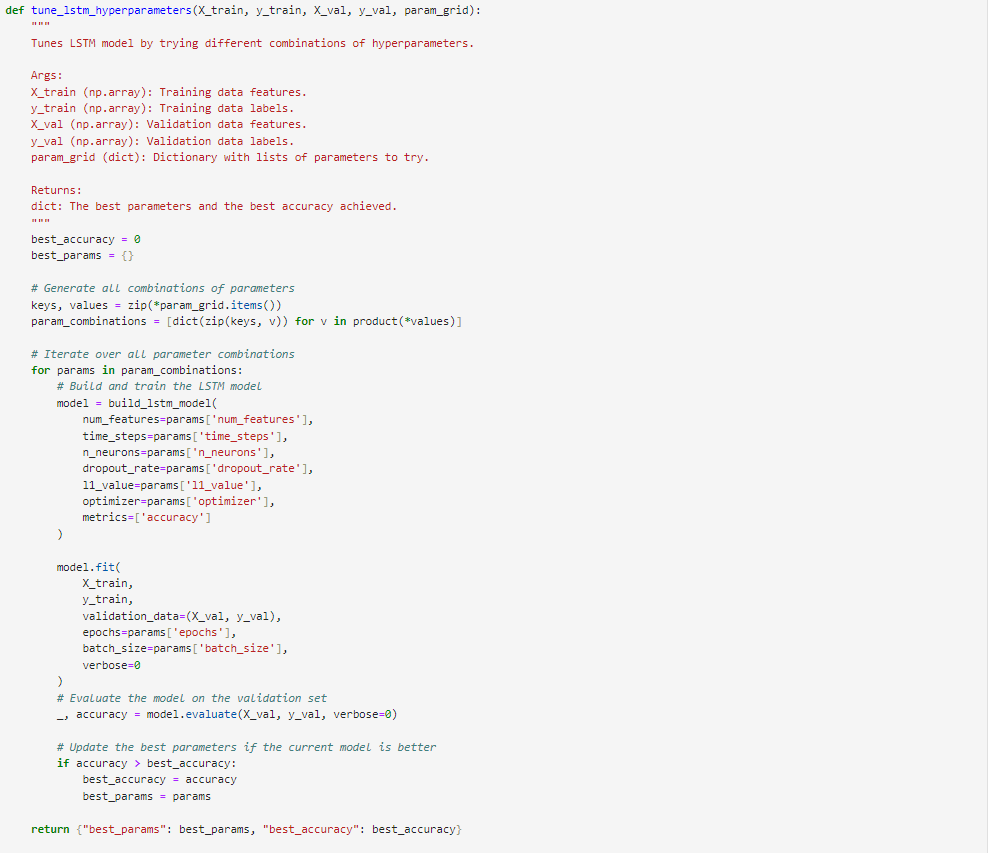 def tune_lstm_hyperparameters(X_train, y_train, X_val, y_val, param_grid):
    """
    Tunes LSTM model by trying different combinations of hyperparameters.

    Args:
    X_train (np.array): Training data features.
    y_train (np.array): Training data labels.
    X_val (np.array): Validation data features.
    y_val (np.array): Validation data labels.
    param_grid (dict): Dictionary with lists of parameters to try.

    Returns:
    dict: The best parameters and the best accuracy achieved.
    """
    best_accuracy = 0
    best_params = {}

    # Generate all combinations of parameters
    keys, values = zip(*param_grid.items())
    param_combinations = [dict(zip(keys, v)) for v in product(*values)]

    # Iterate over all parameter combinations
    for params in param_combinations:
        # Build and train the LSTM model
        model = build_lstm_model(
            num_features=params['num_features'],
            time_steps=params['time_steps'],
            n_neurons=params['n_neurons'],
            dropout_rate=params['dropout_rate'],
            l1_value=params['l1_value'],
            optimizer=params['optimizer'],
            metrics=['accuracy']
        )

        model.fit(
            X_train,
            y_train,
            validation_data=(X_val, y_val),
            epochs=params['epochs'],
            batch_size=params['batch_size'],
            verbose=0
        )
        # Evaluate the model on the validation set
        _, accuracy = model.evaluate(X_val, y_val, verbose=0)

        # Update the best parameters if the current model is better
        if accuracy > best_accuracy:
            best_accuracy = accuracy
            best_params = params

    return {"best_params": best_params, "best_accuracy": best_accuracy}